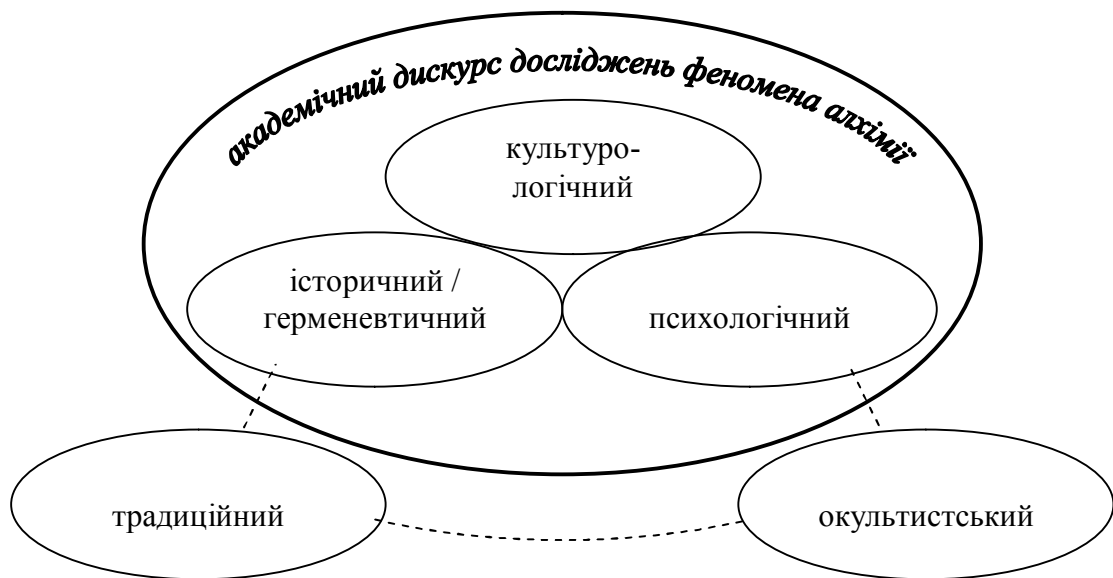 академічний дискурс досліджень феномена алхімії
культуро-
логічний
історичний /
герменевтичний
психологічний
традиційний
окультистський